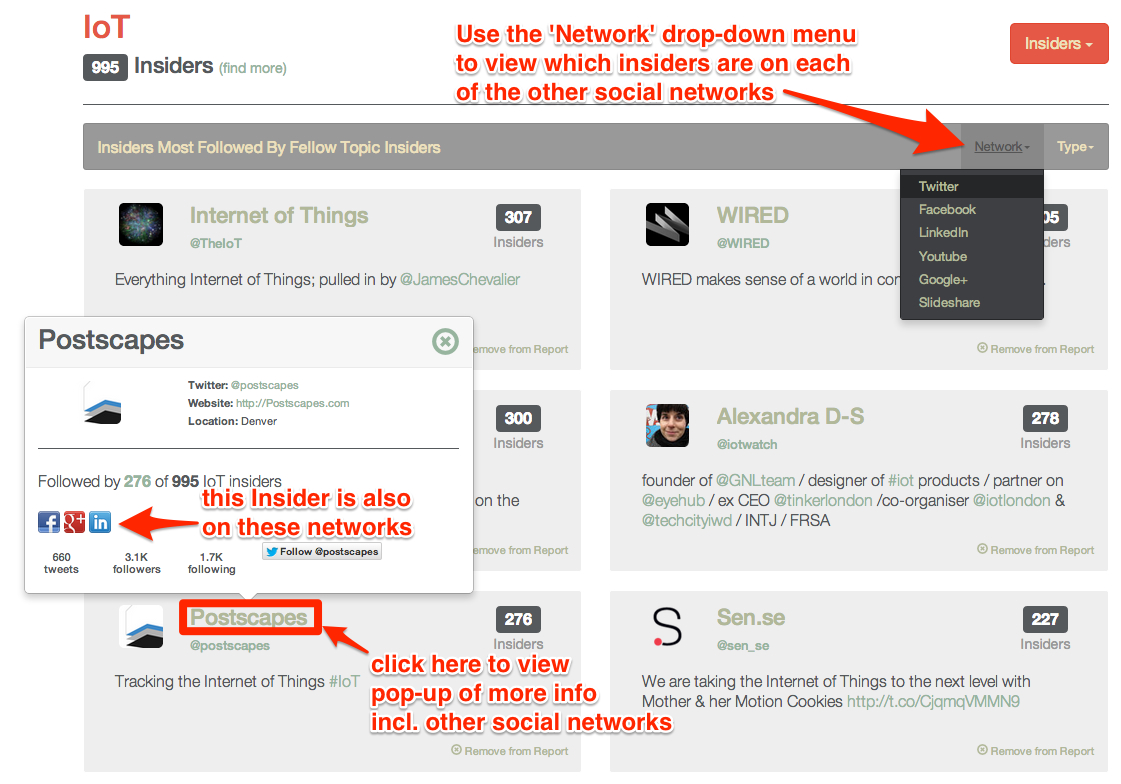 IoT
995 Insiders (find more)
Use the 'Network' drop-down menu
to view which insiders are on each
of the other social networks
Insiders
Insiders Most Followed By Fellow Topic Insiders
Network
Type
Twitter
Facebook
LinkedIn
Youtube
Google+
Slideshare
Internet of Things
@TheIoT
307
Insiders
Everything Internet of Things; pulled in by @JamesChevalier
WIRED
@WIRED
05
ders
WIRED makes sense of a world in con
emove from Report
Remove from Report
Postscapes
Twitter: @postscapes
Website: http://Postscapes.com
Location: Denver
Followed by 276 of 995 IoT insiders
this Insider is also
on these networks
660
tweets
3.1K
followers
1.7K
following
Follow @postscapes
300
Insiders
on the
emove from Report
Alexandra D-S
@iotwatch
278
Insiders
founder of @GNLteam / designer of #iot products / partner on
@eyehub / ex CEO @tinkerlondon /co-organiser @iotlondon &
@techcityiwd / INTJ / FRSA
Remove from Report
Postscapes
@postscapes
276
Insiders
Tracking the Internet of Things #IoT
click here to view
pop-up of more info
incl. other social networks
Remove from Report
Sen.se
@sen_se
227
Insiders
We are taking the Internet of Things to the next level with
Mother & her Motion Cookies http://t.co/CjqmqVMMN9
Remove from Report